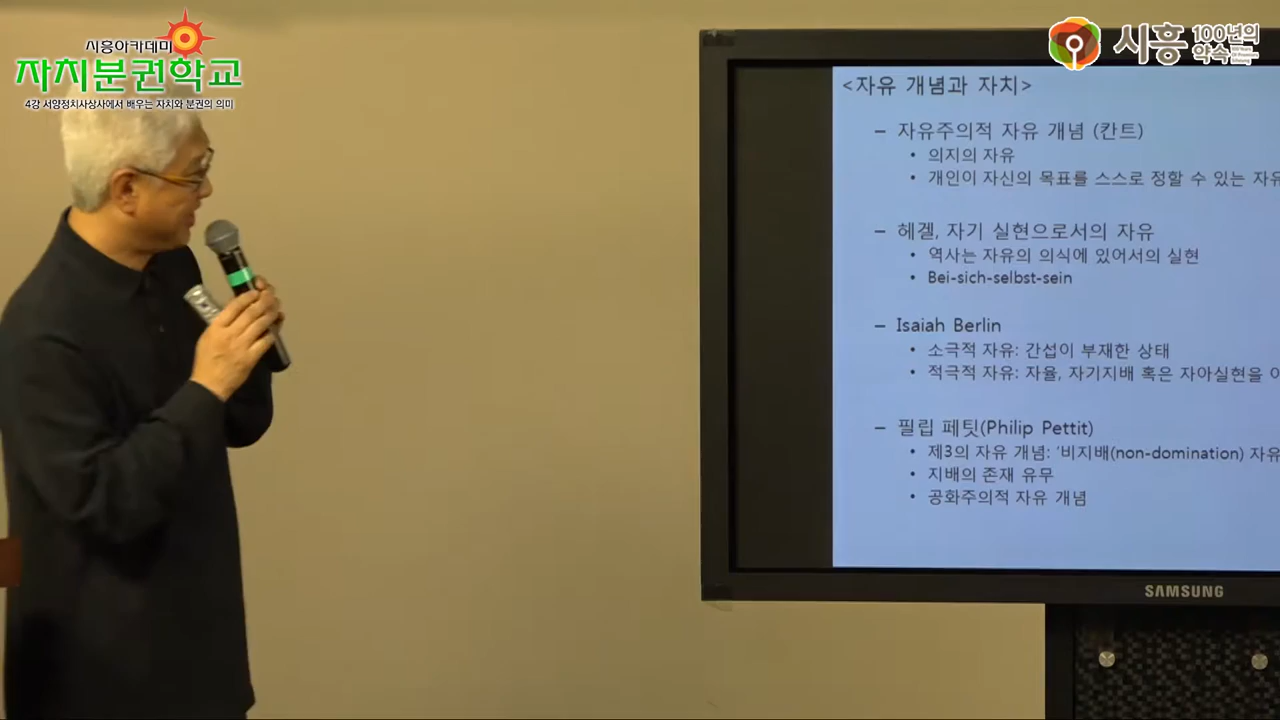 시흥아카데미
자치분권학교
4강 서양정치사상사에서 배우는 자치와 분권의 의미
시흥 100년의 약속
<자유 개념과 자치>
– 자유주의적 자유 개념 (칸트)
• 의지의 자유
• 개인이 자신의 목표를 스스로 정할 수 있는 자유
– 헤겔, 자기 실현으로서의 자유
• 역사는 자유의 의식에 있어서의 실현
• Bei-sich-selbst-sein
– Isaiah Berlin
• 소극적 자유: 간섭이 부재한 상태
• 적극적 자유: 자율, 자기지배 혹은 자아실현을
– 필립 페팃(Philip Pettit)
• 제3의 자유 개념: '비지배(non-domination) 자유
• 지배의 존재 유무
• 공화주의적 자유 개념
SAMSUNG